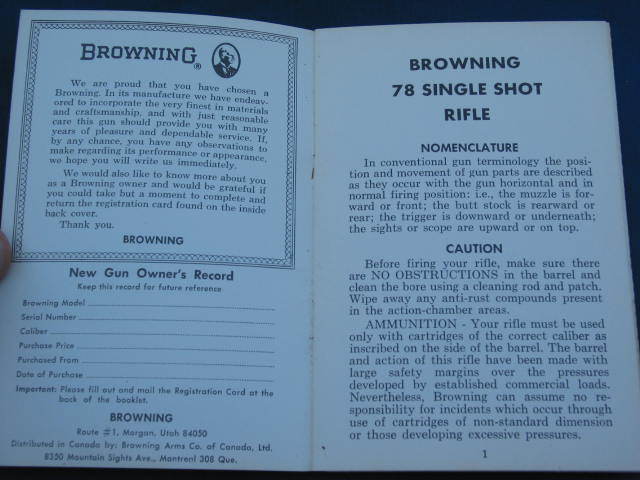 BROWNING®
We are proud that you have chosen a
Browning. In its manufacture we have endeav-
ored to incorporate the very finest in materials
and craftsmanship, and with just reasonable
care this gun should provide you with many
years of pleasure and dependable service. If,
by any chance, you have any observations to
make regarding its performance or appearance,
we hope you will write us immediately.
We would also like to know more about you
as a Browning owner and would be grateful if
you could take but a moment to complete and
return the registration card found on the inside
back cover.
Thank you.
BROWNING
New Gun Owner's Record
Keep this record for future reference
Browning Model
Serial Number
Caliber
Purchase Price
Purchased From
Date of Purchase
Important: Please fill out and mail the Registration Card at the
back of the booklet.
BROWNING
Route #1, Morgan, Utah 84050
Distributed in Canada by: Browning Arms Co. of Canada, Ltd.
8350 Mountain Sights Ave., Montreal 308 Que.
BROWNING
78 SINGLE SHOT
RIFLE
NOMENCLATURE
In conventional gun terminology the posi-
tion and movement of gun parts are described
as they occur with the gun horizontal and in
normal firing position: i.e., the muzzle is for-
ward or front; the butt stock is rearward or
rear; the trigger is downward or underneath;
the sights or scope are upward or on top.
CAUTION
Before firing your rifle, make sure there
are NO OBSTRUCTIONS in the barrel and
clean the bore using a cleaning rod and patch.
Wipe away any anti-rust compounds present
in the action-chamber areas.
AMMUNITION - Your rifle must be used
only with cartridges of the correct caliber as
inscribed on the side of the barrel. The barrel
and action of this rifle have been made with
large safety margins over the pressures
developed by established commercial loads.
Nevertheless, Browning can assume no re-
sponsibility for incidents which occur through
use of cartridges of non-standard dimension
or those developing excessive pressures.
1